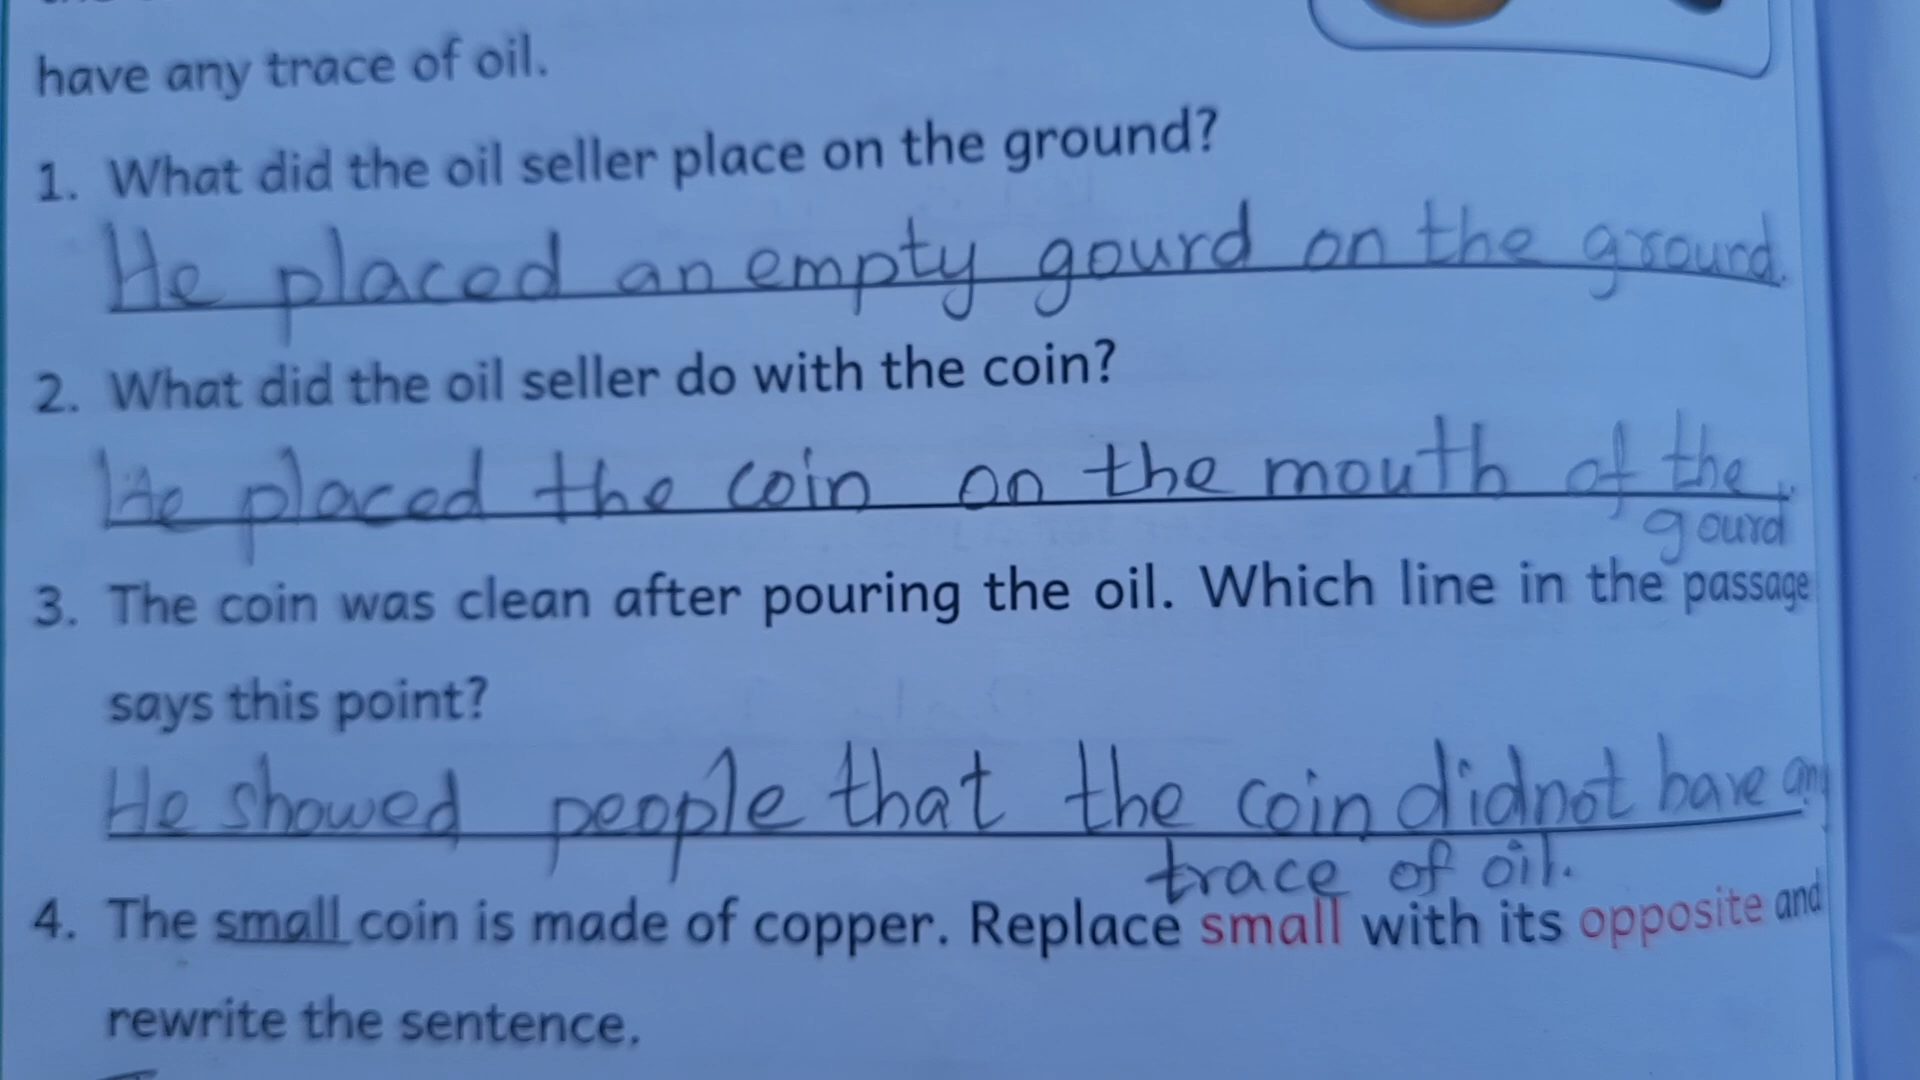 have any trace of oil.
1. What did the oil seller place on the ground?
He placed an empty gourd on the ground.
2. What did the oil seller do with the coin?
He placed the coin on the mouth of the
gourd
3. The coin was clean after pouring the oil. Which line in the passage
says this point?
He showed people that the coin didnot have any
trace of oil.
4. The small coin is made of copper. Replace small with its opposite and
rewrite the sentence.